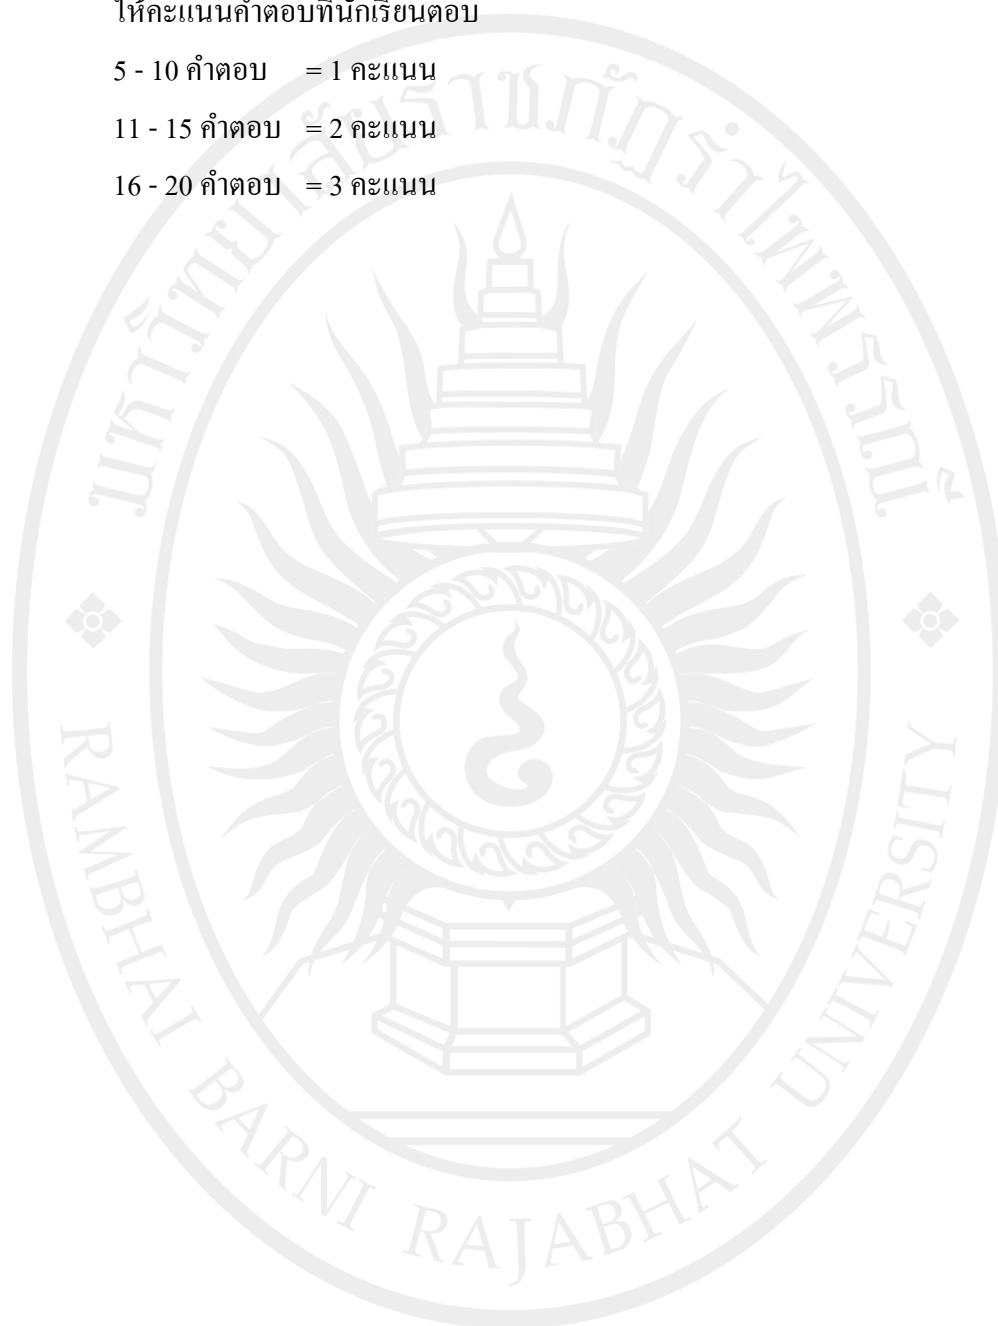 ให้คะแนนคำตอบที่นักเรียนตอบ
5 - 10 คำตอบ = 1 คะแนน
11 - 15 คำตอบ = 2 คะแนน
16 - 20 คำตอบ = 3 คะแนน
มหาวิทยาลัยราชภัฏรำไพพรรณี
RAMBHAI BARNI RAJABHAT UNIVERSITY